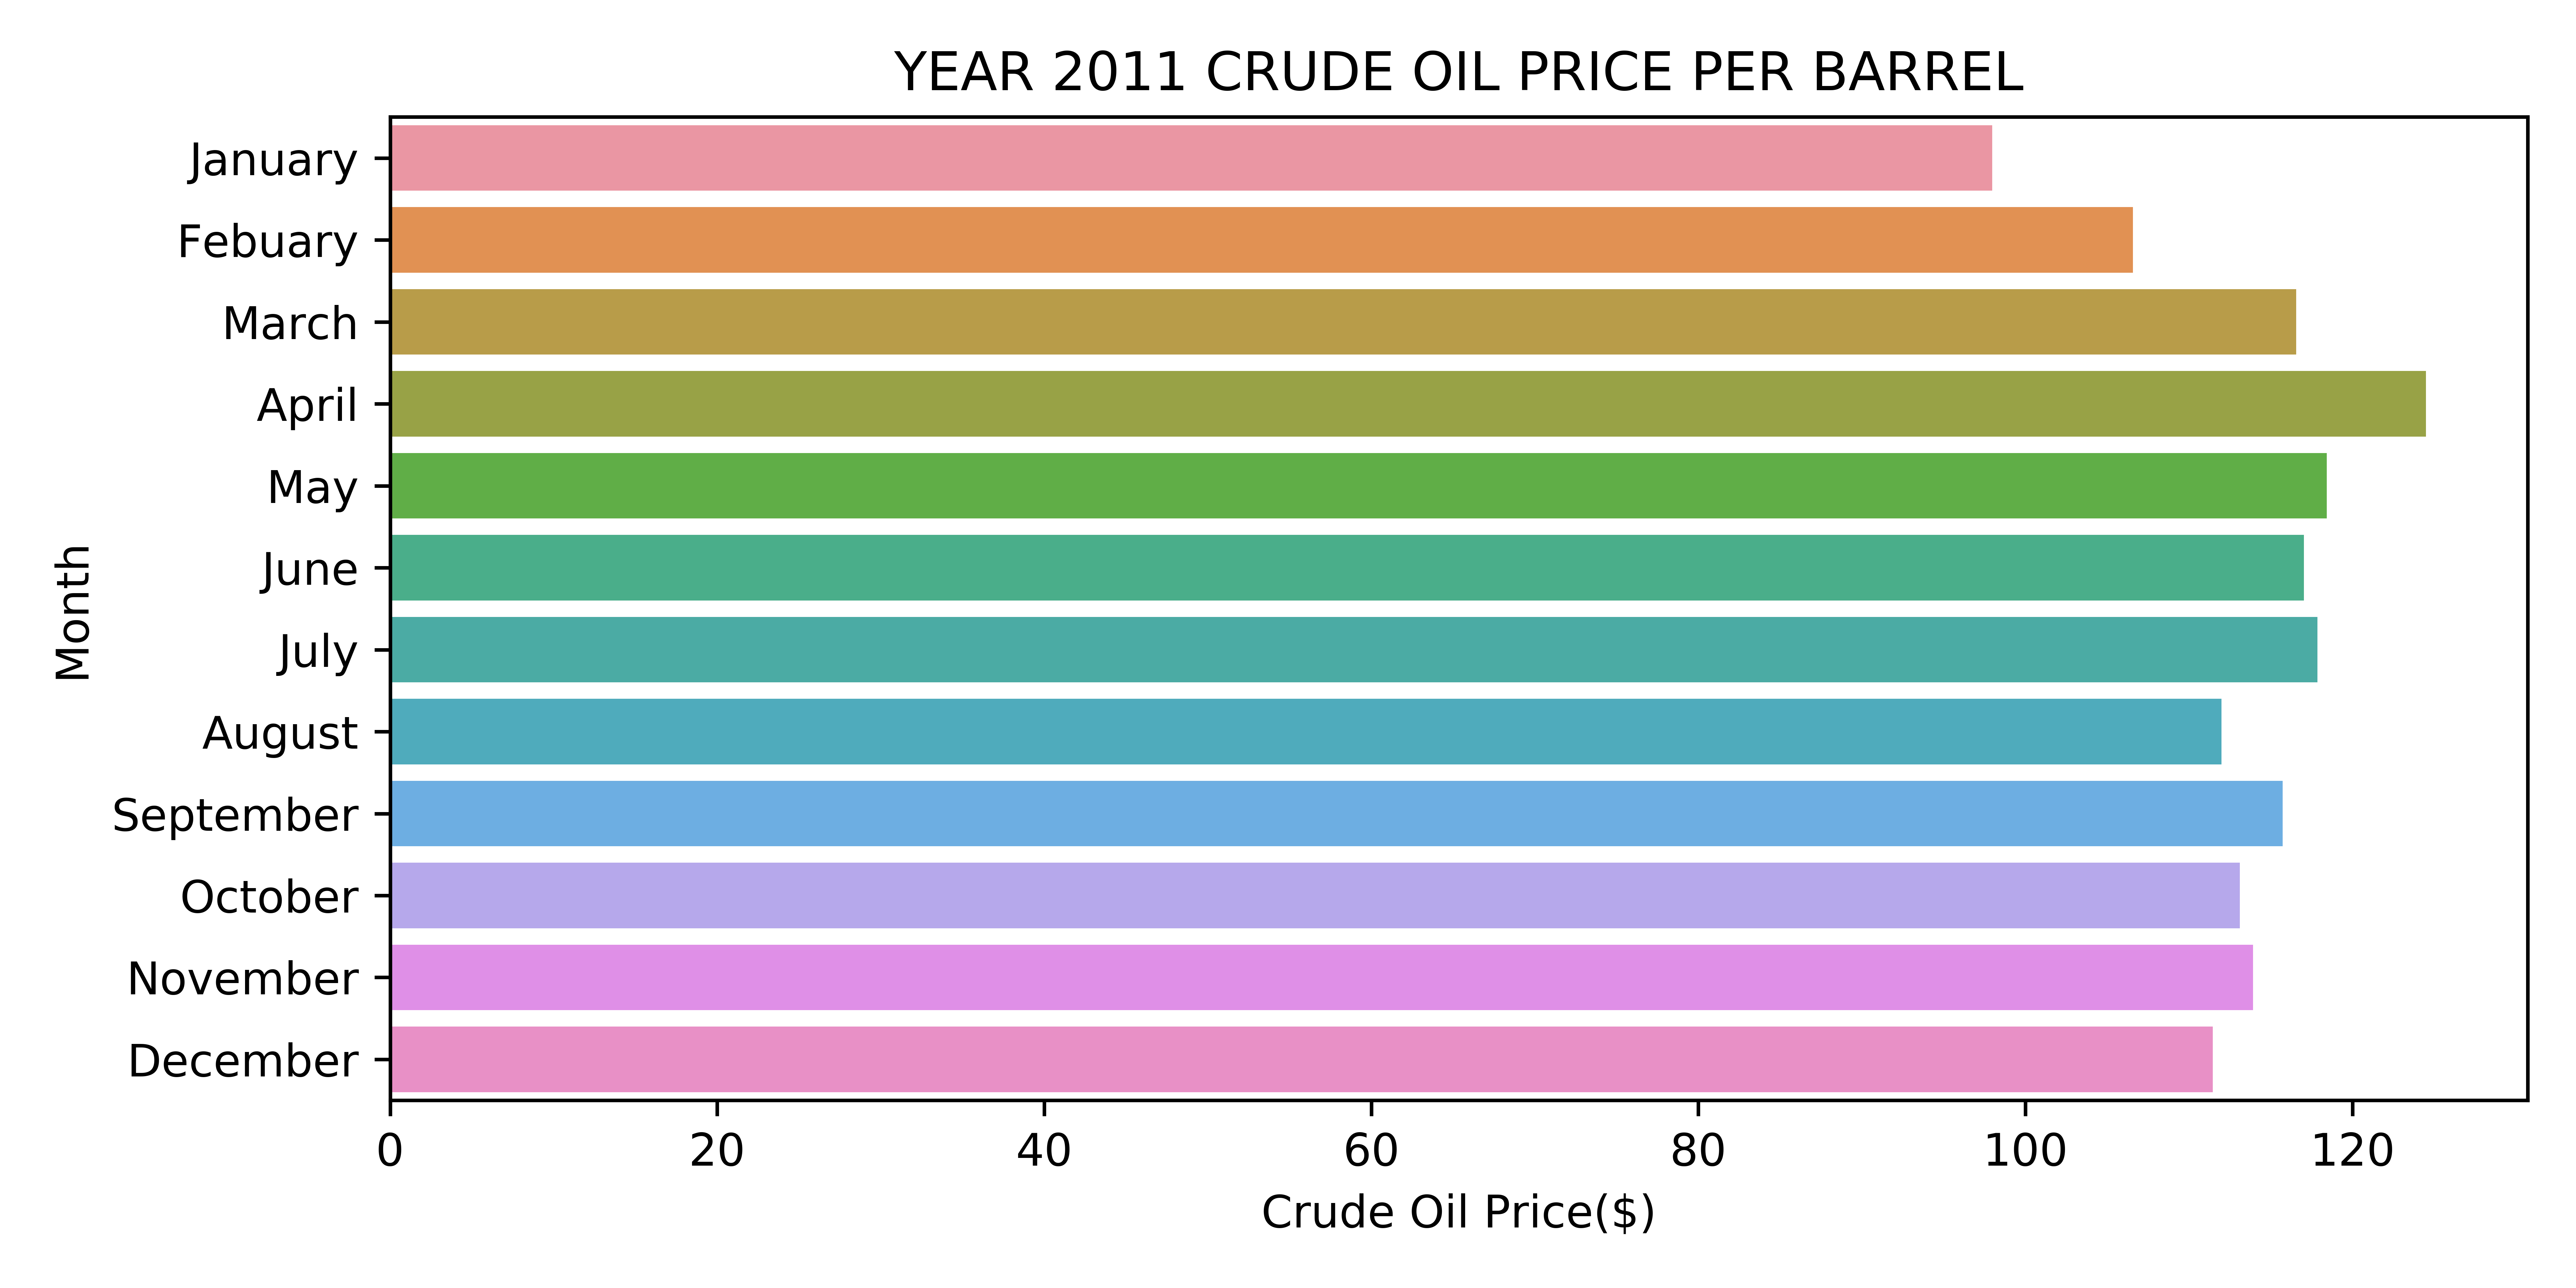 YEAR 2011 CRUDE OIL PRICE PER BARREL
January
Febuary
March
April
May
June
July
August
September
October
November
December
Month
0 20 40 60 80 100 120
Crude Oil Price($)